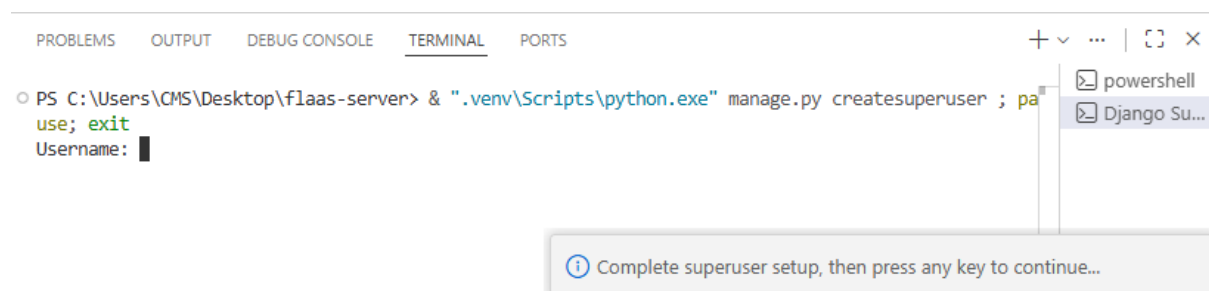 PROBLEMS OUTPUT DEBUG CONSOLE TERMINAL PORTS
PS C:\Users\CMS\Desktop\flaas-server> & ".venv\Scripts\python.exe" manage.py createsuperuser ; pa
use; exit
Username:
powershell
Django Su...
Complete superuser setup, then press any key to continue...